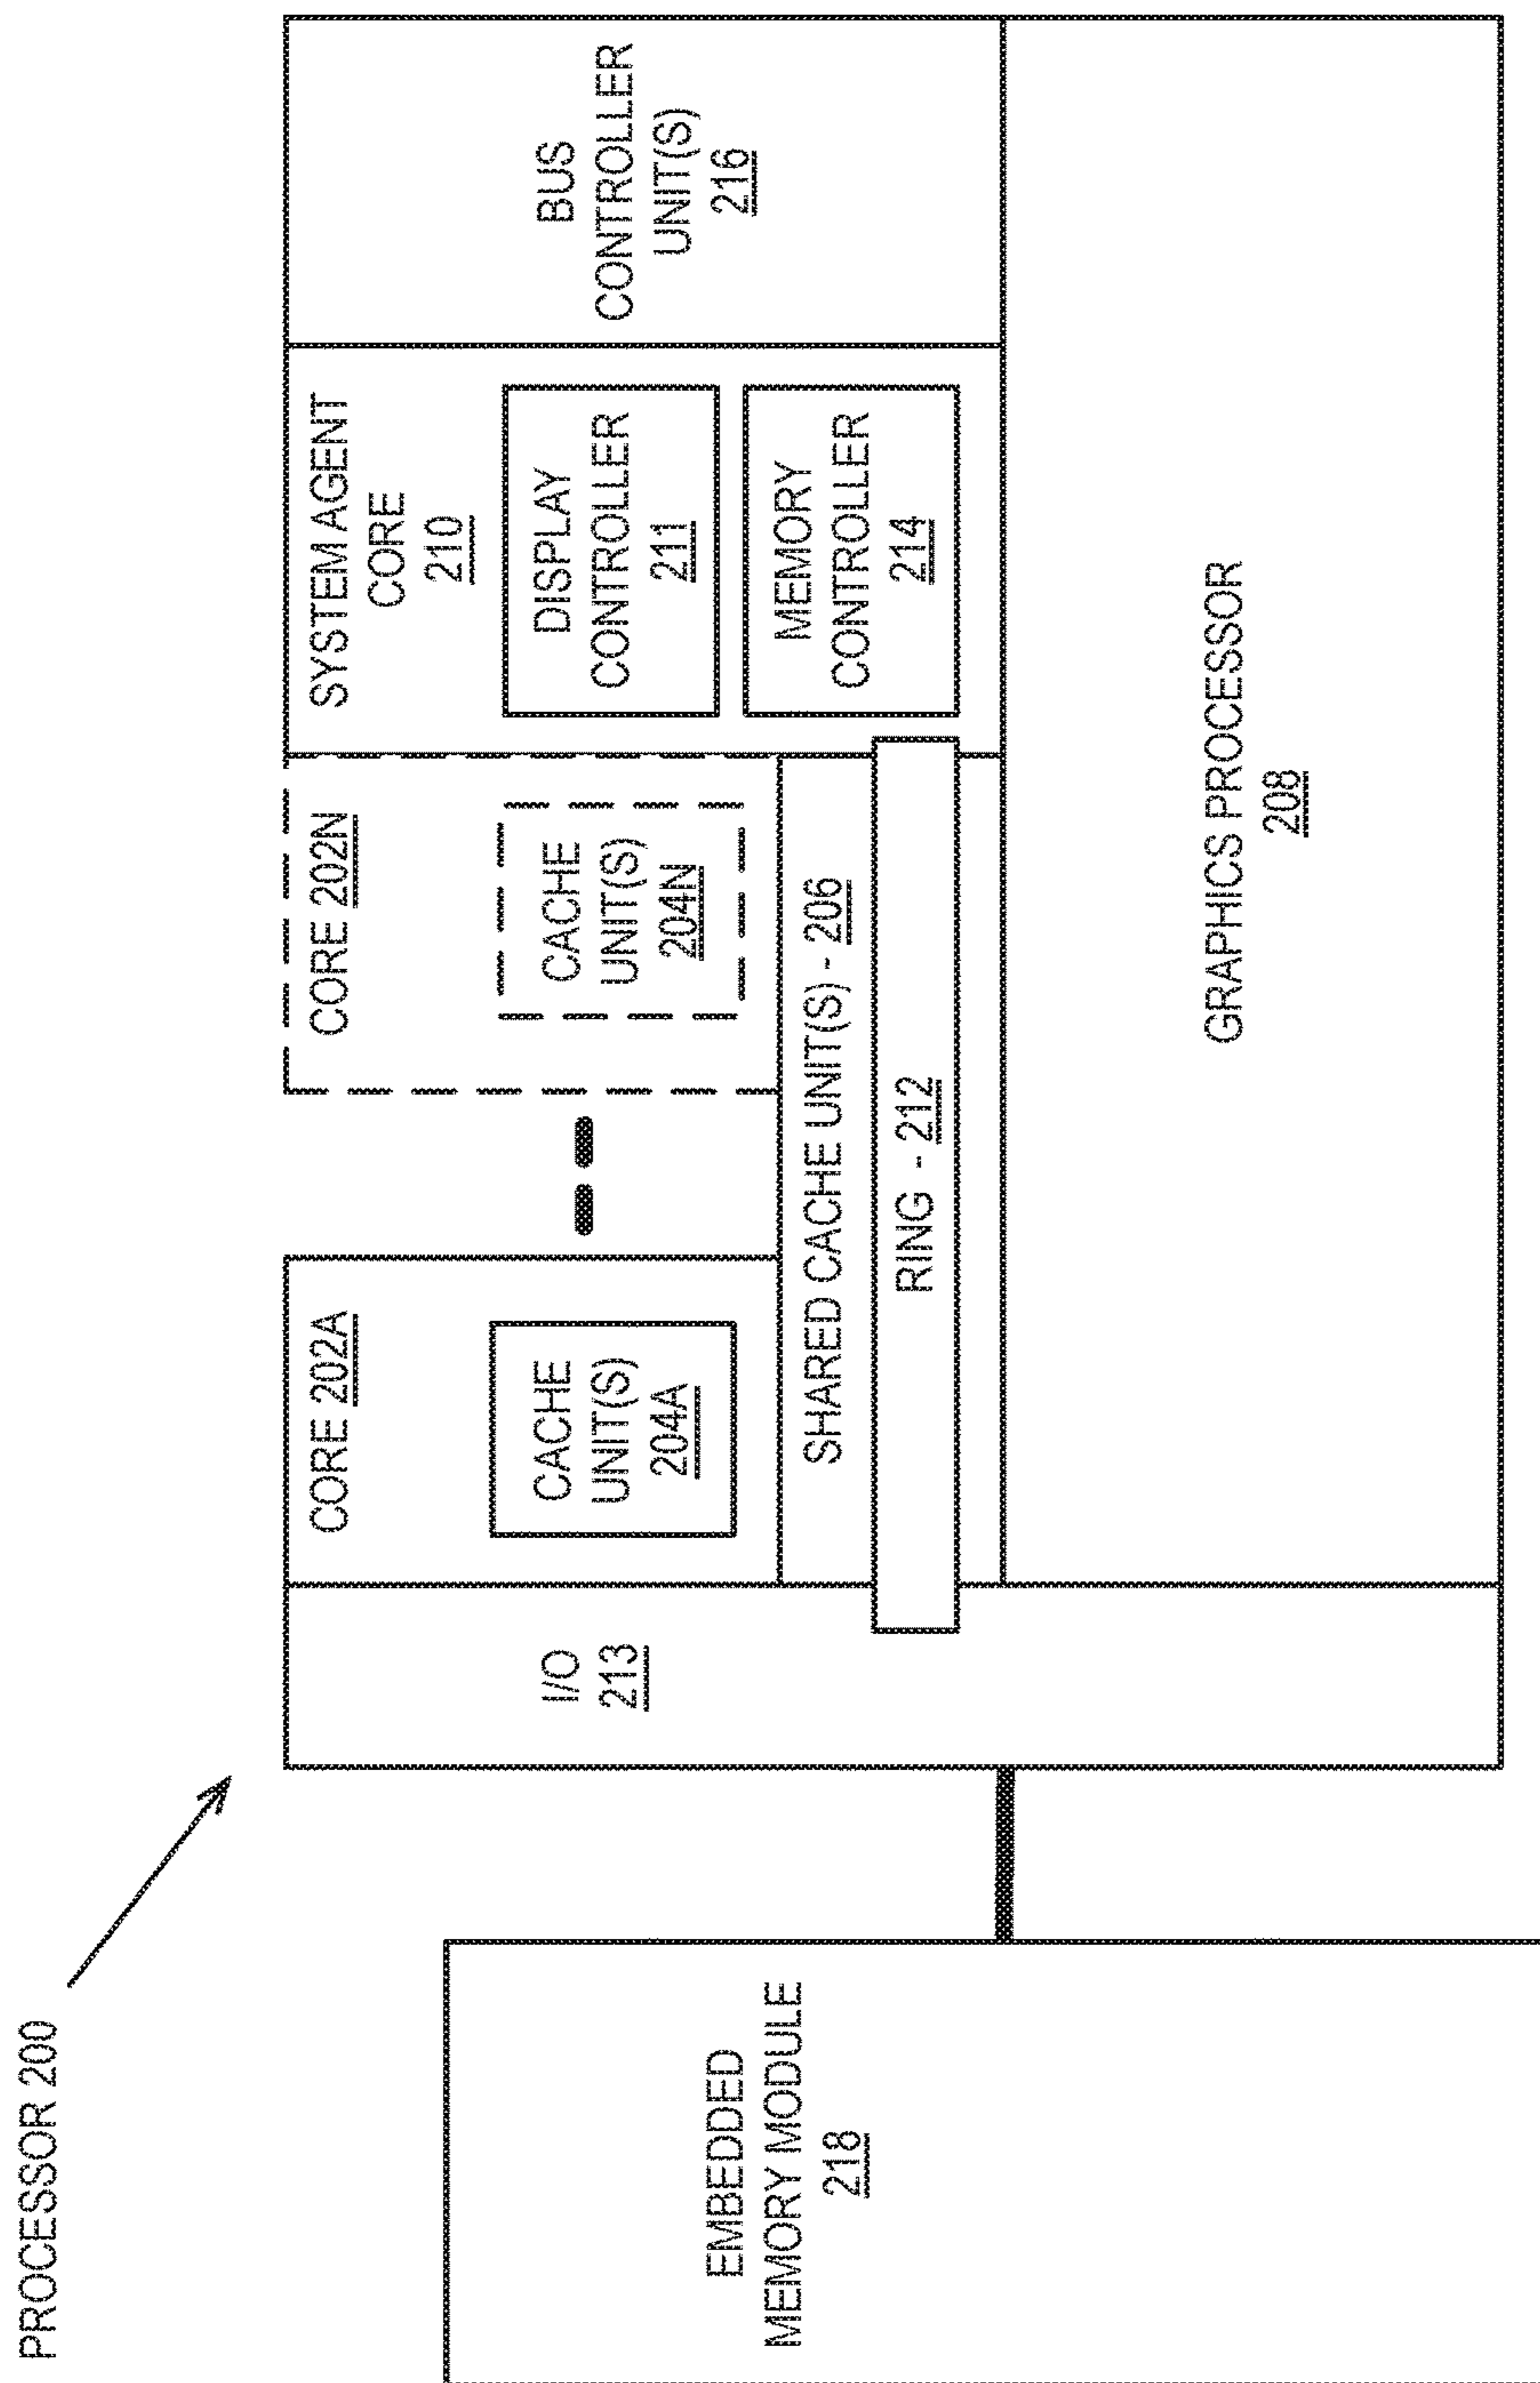 PROCESSOR 200
EMBEDDED
MEMORY MODULE
218
I/O
213
CORE 202A
CACHE
UNIT(S)
204A
CORE 202N
CACHE
UNIT(S)
204N
SHARED CACHE UNIT(S) - 206
RING - 212
SYSTEM AGENT
CORE
210
DISPLAY
CONTROLLER
211
MEMORY
CONTROLLER
214
BUS
CONTROLLER
UNIT(S)
216
GRAPHICS PROCESSOR
208